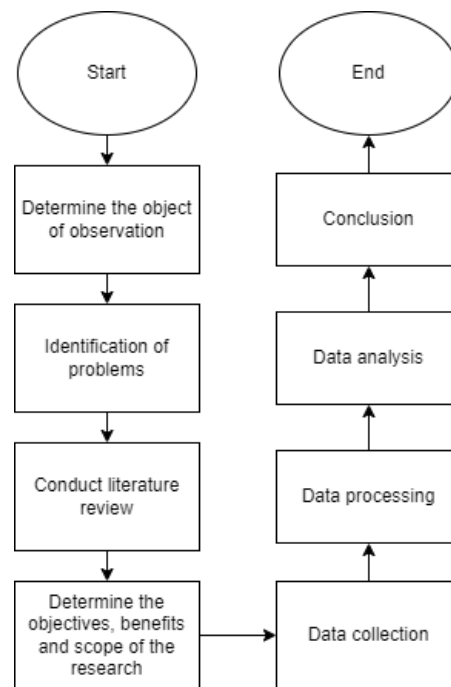 Start
Determine the object
of observation
Identification of
problems
Conduct literature
review
Determine the
objectives, benefits
and scope of the
research
Data collection
Data processing
Data analysis
Conclusion
End